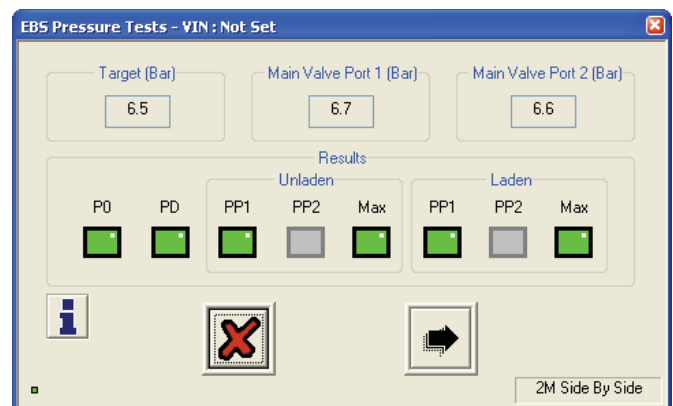 EBS Pressure Tests - VIN : Not Set
Target (Bar) Main Valve Port 1 (Bar) Main Valve Port 2 (Bar)
6.5 6.7 6.6
Results
Unladen Laden
P0 PD PP1 PP2 Max PP1 PP2 Max
2M Side By Side